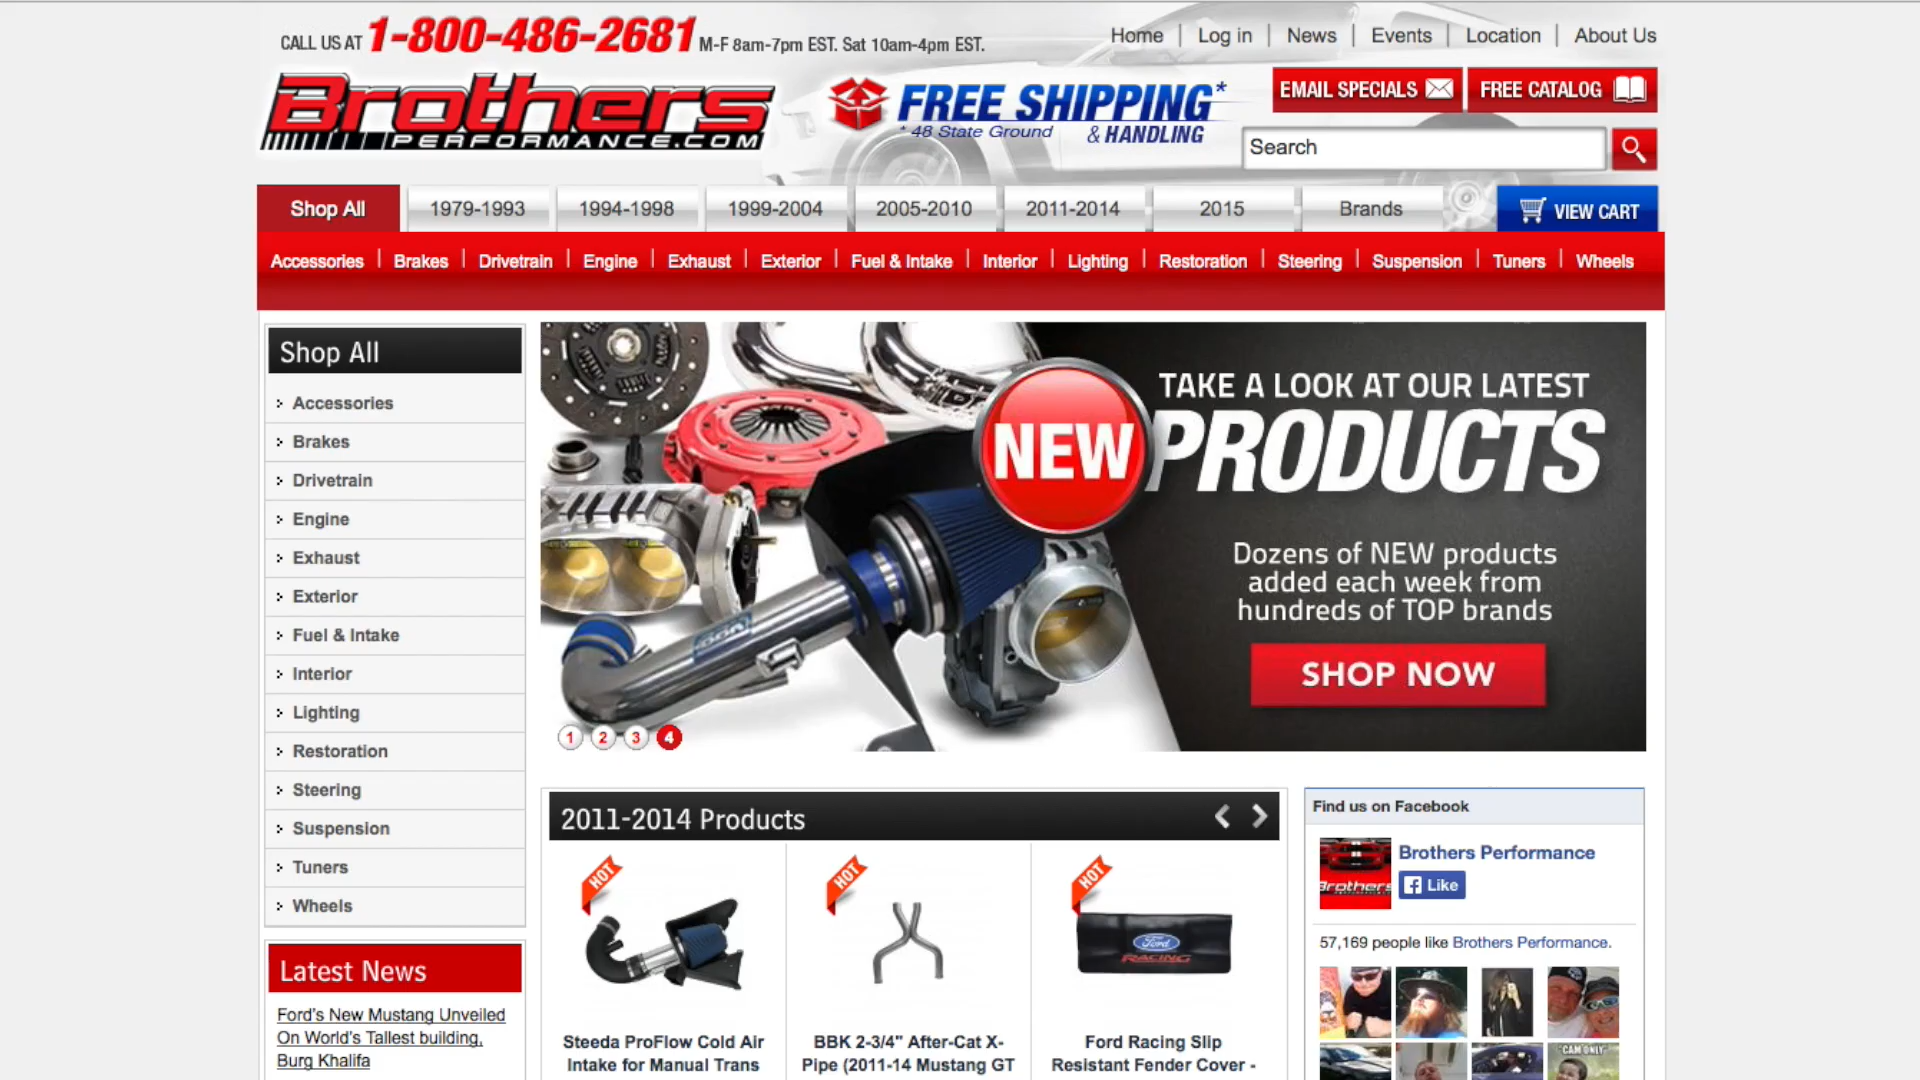 CALL US AT 1-800-486-2681 M-F 8am-7pm EST. Sat 10am-4pm EST.
Home | Log in | News | Events | Location | About Us
Brothers
PERFORMANCE.COM
FREE SHIPPING*
* 48 State Ground & HANDLING
EMAIL SPECIALS
FREE CATALOG
Search
Shop All
1979-1993
1994-1998
1999-2004
2005-2010
2011-2014
2015
Brands
VIEW CART
Accessories | Brakes | Drivetrain | Engine | Exhaust | Exterior | Fuel & Intake | Interior | Lighting | Restoration | Steering | Suspension | Tuners | Wheels
Shop All
Accessories
Brakes
Drivetrain
Engine
Exhaust
Exterior
Fuel & Intake
Interior
Lighting
Restoration
Steering
Suspension
Tuners
Wheels
Latest News
Ford's New Mustang Unveiled
On World's Tallest building,
Burg Khalifa
TAKE A LOOK AT OUR LATEST
NEW PRODUCTS
Dozens of NEW products
added each week from
hundreds of TOP brands
SHOP NOW
BBK
1 2 3 4
2011-2014 Products
HOT
Steeda ProFlow Cold Air
Intake for Manual Trans
HOT
BBK 2-3/4" After-Cat X-
Pipe (2011-14 Mustang GT
HOT
Ford
RACING
Ford Racing Slip
Resistant Fender Cover -
Find us on Facebook
Brothers
Brothers Performance
Like
57,169 people like Brothers Performance.
"CAM ONLY"